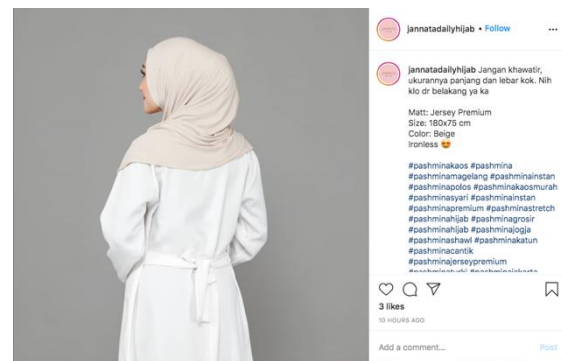 jannatadailyhijab • Follow
jannatadailyhijab Jangan khawatir,
ukurannya panjang dan lebar kok. Nih
klo dr belakang ya ka
Matt: Jersey Premium
Size: 180x75 cm
Color: Beige
Ironless 😍
#pashminakaos #pashmina
#pashminamagelang #pashminainstan
#pashminapolos #pashminakaosmurah
#pashminasyari #pashminainstan
#pashminapremium #pashminastretch
#pashminahijab #pashminagrosir
#pashminahijab #pashminajogja
#pashminashawl #pashminakatun
#pashminacantik
#pashminajerseypremium
#pashminaturki #pashminajakarta
3 likes
10 HOURS AGO
Add a comment...
Post